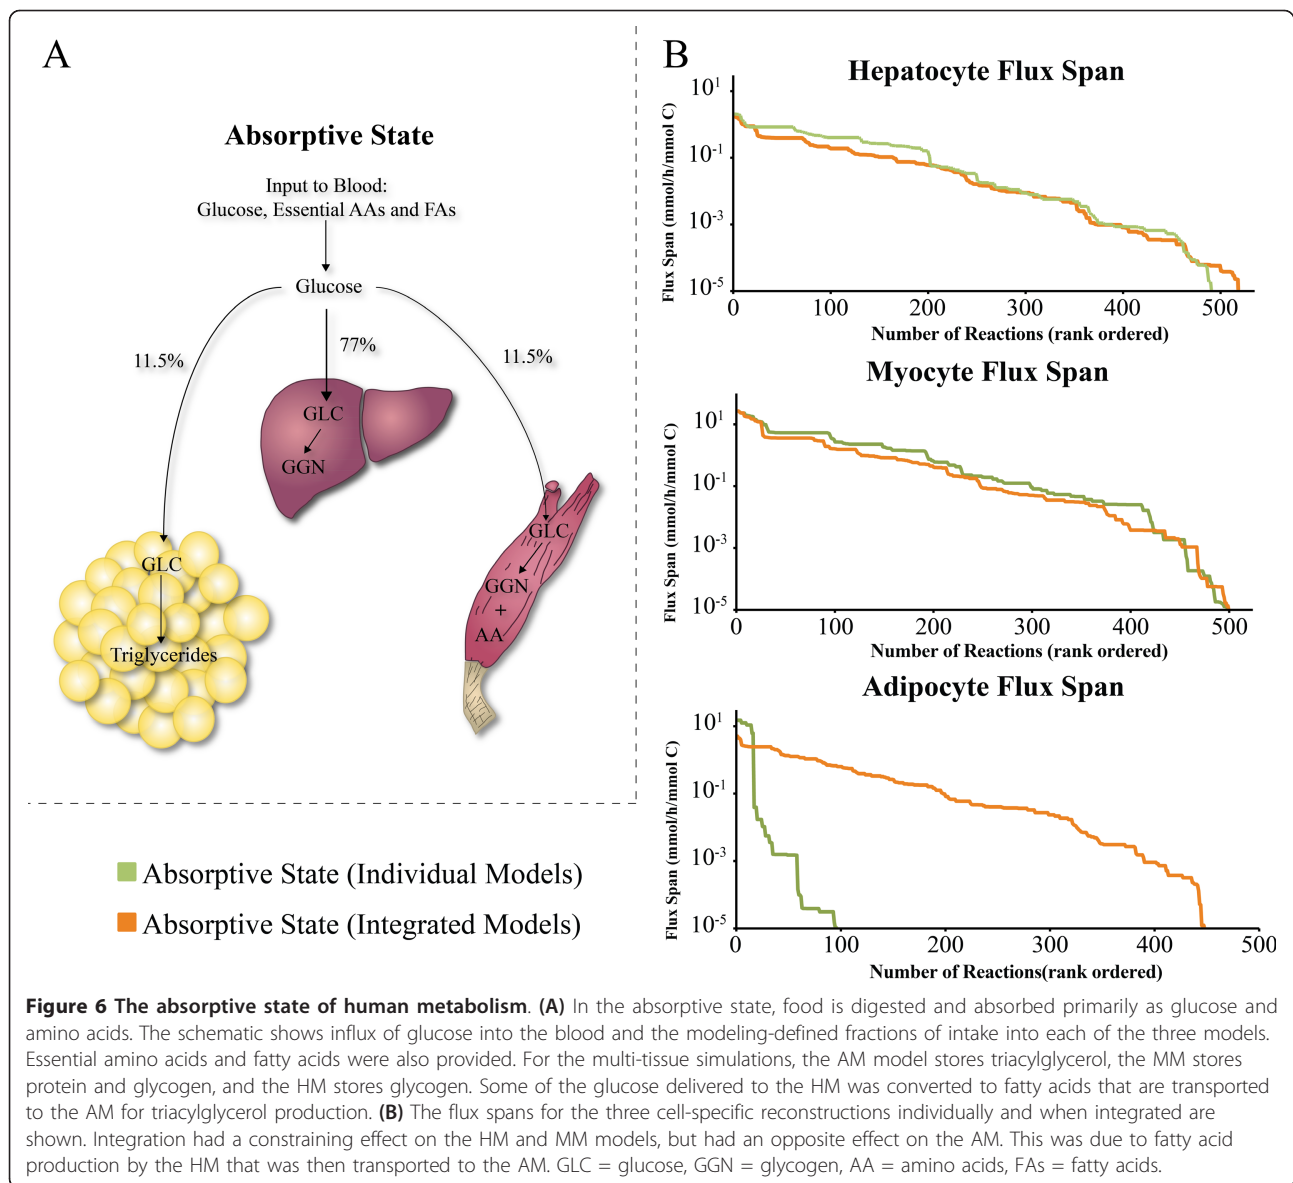 A
Absorptive State
Input to Blood:
Glucose, Essential AAs and FAs
Glucose
11.5%
77%
11.5%
GLC
GGN
GLC
GGN
+
AA
GLC
Triglycerides
Absorptive State (Individual Models)
Absorptive State (Integrated Models)
B
Hepatocyte Flux Span
Flux Span (mmol/h/mmol C)
10^1
10^-1
10^-3
10^-5
0 100 200 300 400 500
Number of Reactions (rank ordered)
Myocyte Flux Span
Flux Span (mmol/h/mmol C)
10^1
10^-1
10^-3
10^-5
0 100 200 300 400 500
Number of Reactions (rank ordered)
Adipocyte Flux Span
Flux Span (mmol/h/mmol C)
10^1
10^-1
10^-3
10^-5
0 100 200 300 400 500
Number of Reactions(rank ordered)
Figure 6 The absorptive state of human metabolism. (A) In the absorptive state, food is digested and absorbed primarily as glucose and
amino acids. The schematic shows influx of glucose into the blood and the modeling-defined fractions of intake into each of the three models.
Essential amino acids and fatty acids were also provided. For the multi-tissue simulations, the AM model stores triacylglycerol, the MM stores
protein and glycogen, and the HM stores glycogen. Some of the glucose delivered to the HM was converted to fatty acids that are transported
to the AM for triacylglycerol production. (B) The flux spans for the three cell-specific reconstructions individually and when integrated are
shown. Integration had a constraining effect on the HM and MM models, but had an opposite effect on the AM. This was due to fatty acid
production by the HM that was then transported to the AM. GLC = glucose, GGN = glycogen, AA = amino acids, FAs = fatty acids.